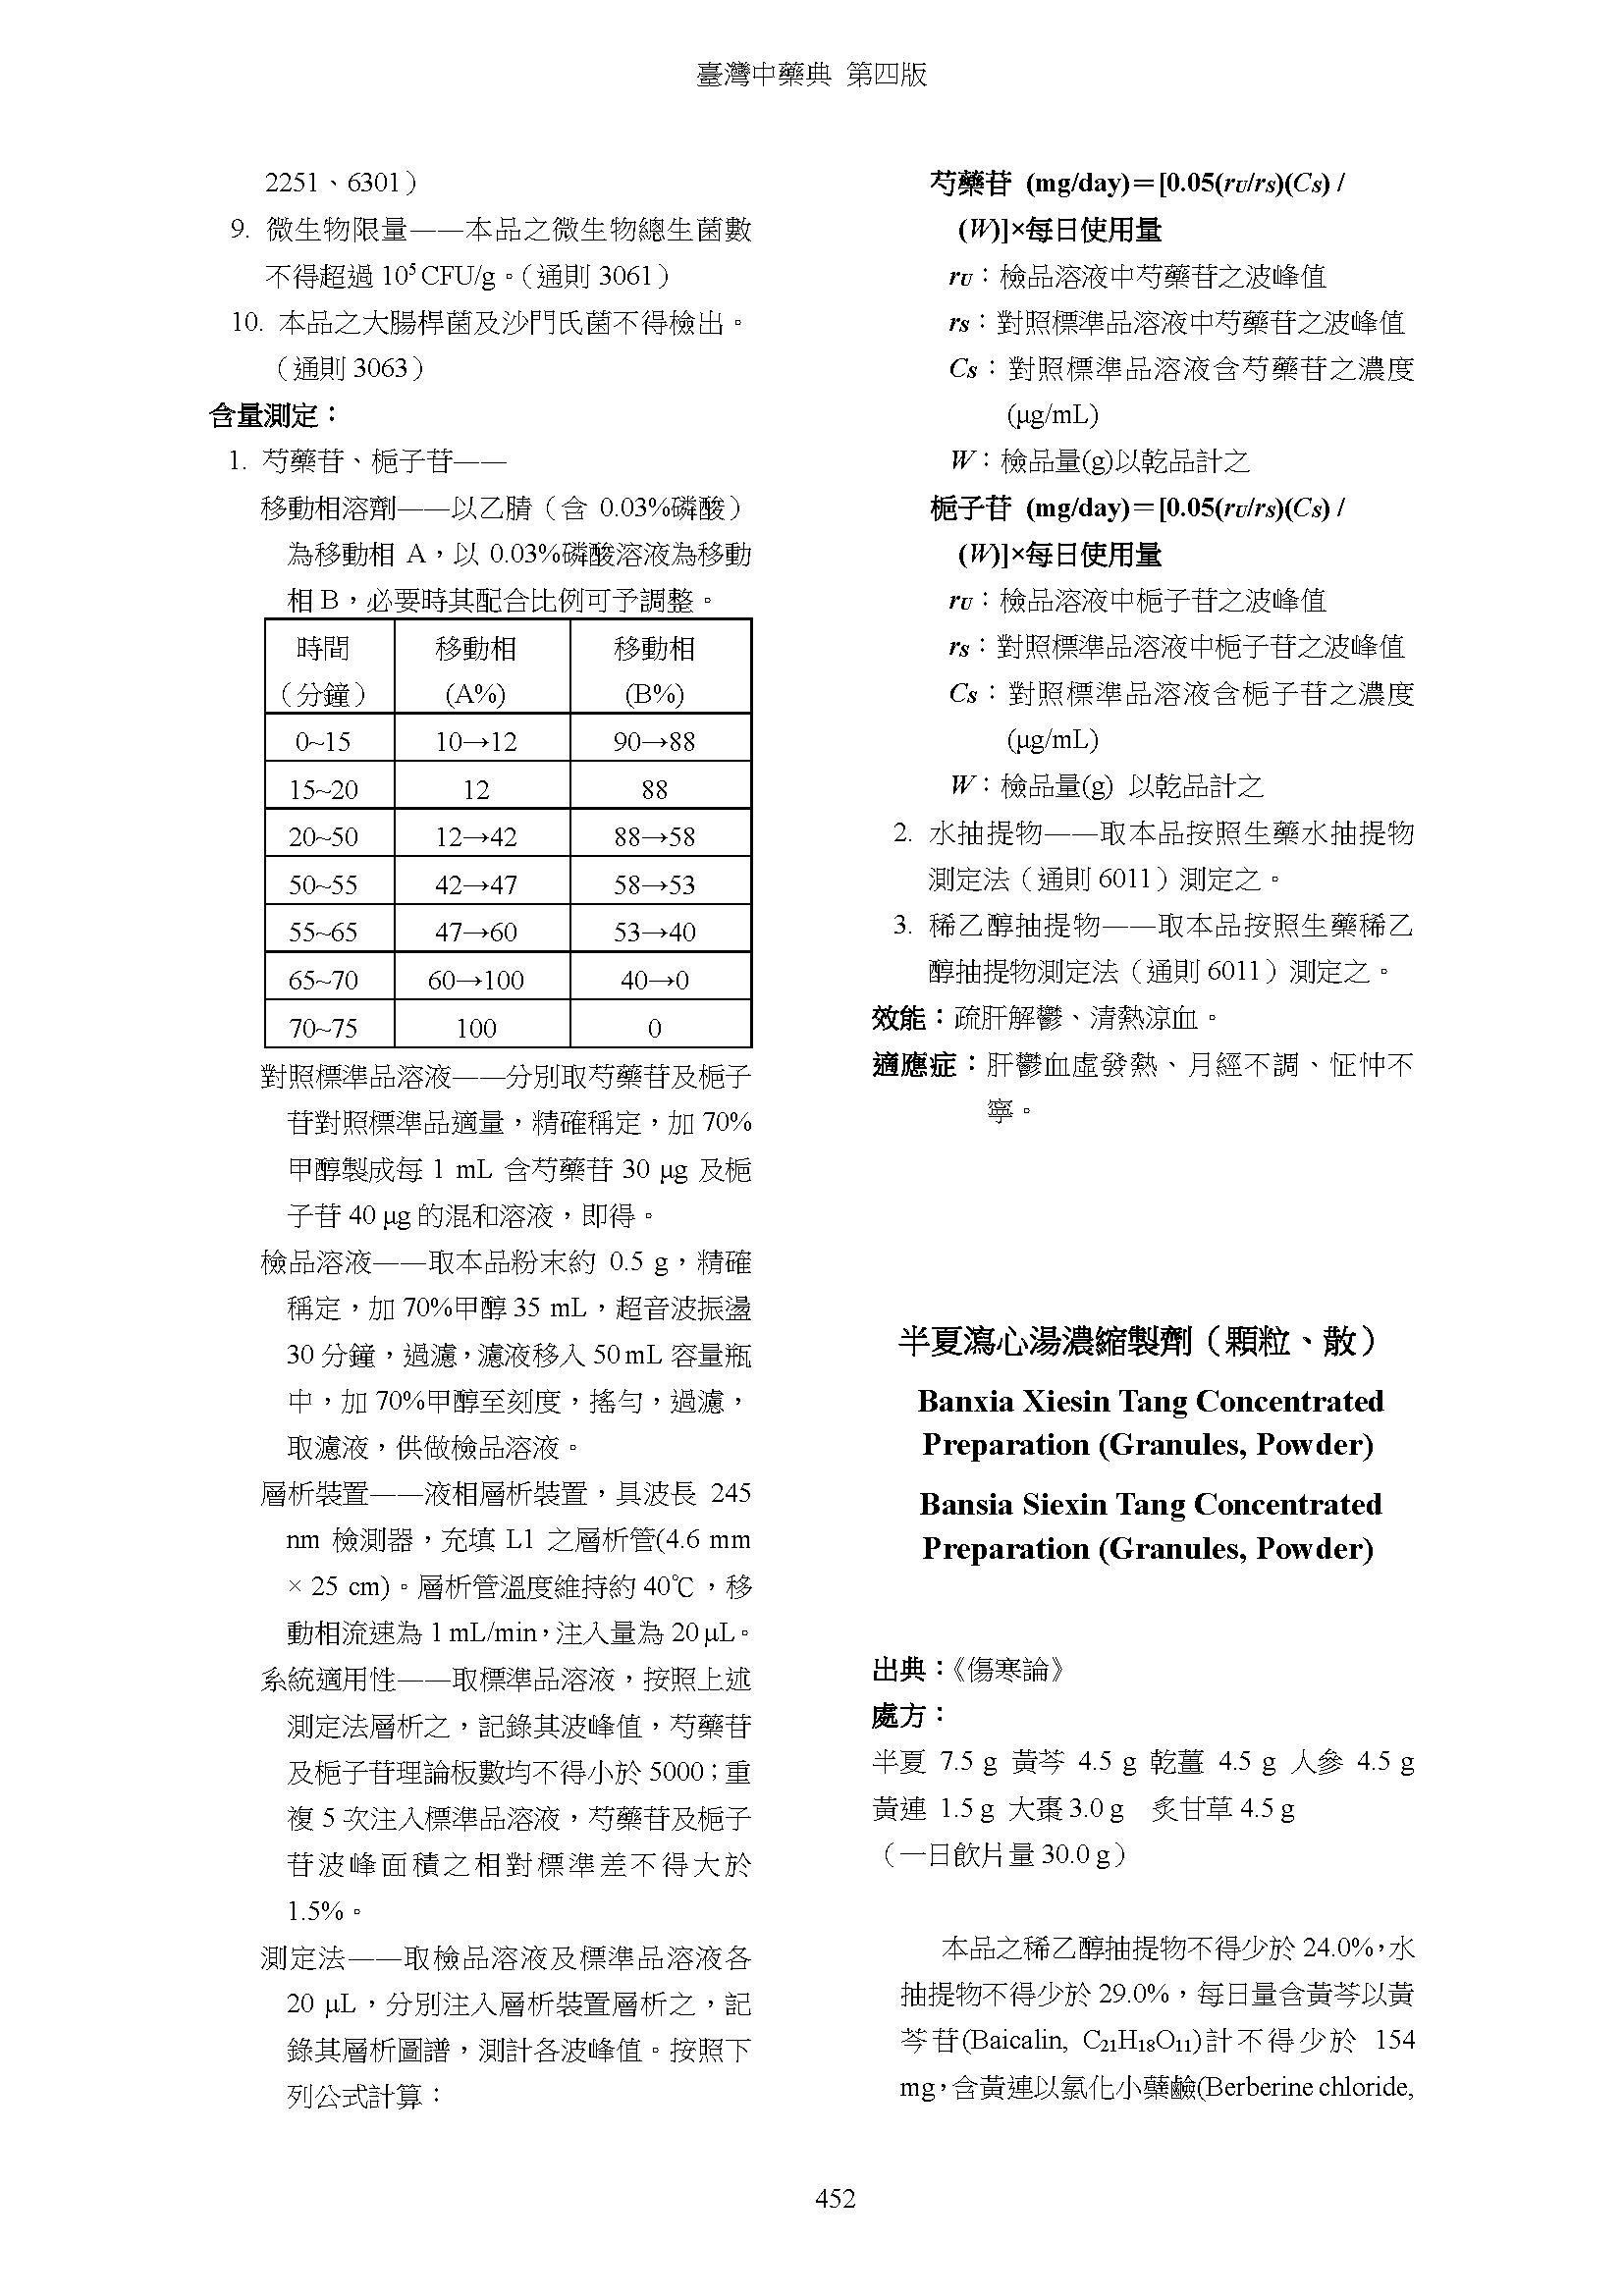 臺灣中藥典 第四版
2251、6301）
9. 微生物限量——本品之微生物總生菌數
不得超過 10⁵ CFU/g。（通則 3061）
10. 本品之大腸桿菌及沙門氏菌不得檢出。
（通則 3063）
含量測定：
1. 芍藥苷、梔子苷——
移動相溶劑——以乙腈（含 0.03%磷酸）
為移動相 A，以 0.03%磷酸溶液為移動
相 B，必要時其配合比例可予調整。
時間 移動相 移動相
（分鐘） (A%) (B%)
0~15 10→12 90→88
15~20 12 88
20~50 12→42 88→58
50~55 42→47 58→53
55~65 47→60 53→40
65~70 60→100 40→0
70~75 100 0
對照標準品溶液——分別取芍藥苷及梔子
苷對照標準品適量，精確稱定，加 70%
甲醇製成每 1 mL 含芍藥苷 30 μg 及梔
子苷 40 μg 的混和溶液，即得。
檢品溶液——取本品粉末約 0.5 g，精確
稱定，加 70%甲醇 35 mL，超音波振盪
30 分鐘，過濾，濾液移入 50 mL 容量瓶
中，加 70%甲醇至刻度，搖勻，過濾，
取濾液，供做檢品溶液。
層析裝置——液相層析裝置，具波長 245
nm 檢測器，充填 L1 之層析管(4.6 mm
× 25 cm)。層析管溫度維持約 40℃，移
動相流速為 1 mL/min，注入量為 20 μL。
系統適用性——取標準品溶液，按照上述
測定法層析之，記錄其波峰值，芍藥苷
及梔子苷理論板數均不得小於 5000；重
複 5 次注入標準品溶液，芍藥苷及梔子
苷波峰面積之相對標準差不得大於
1.5%。
測定法——取檢品溶液及標準品溶液各
20 μL，分別注入層析裝置層析之，記
錄其層析圖譜，測計各波峰值。按照下
列公式計算：
芍藥苷 (mg/day)＝[0.05(rU/rS)(CS) /
(W)]×每日使用量
rU：檢品溶液中芍藥苷之波峰值
rS：對照標準品溶液中芍藥苷之波峰值
CS：對照標準品溶液含芍藥苷之濃度
(μg/mL)
W：檢品量(g)以乾品計之
梔子苷 (mg/day)＝[0.05(rU/rS)(CS) /
(W)]×每日使用量
rU：檢品溶液中梔子苷之波峰值
rS：對照標準品溶液中梔子苷之波峰值
CS：對照標準品溶液含梔子苷之濃度
(μg/mL)
W：檢品量(g) 以乾品計之
2. 水抽提物——取本品按照生藥水抽提物
測定法（通則 6011）測定之。
3. 稀乙醇抽提物——取本品按照生藥稀乙
醇抽提物測定法（通則 6011）測定之。
效能：疏肝解鬱、清熱涼血。
適應症：肝鬱血虛發熱、月經不調、怔忡不
寧。
半夏瀉心湯濃縮製劑（顆粒、散）
Banxia Xiesin Tang Concentrated
Preparation (Granules, Powder)
Bansia Siexin Tang Concentrated
Preparation (Granules, Powder)
出典：《傷寒論》
處方：
半夏 7.5 g 黃芩 4.5 g 乾薑 4.5 g 人參 4.5 g
黃連 1.5 g 大棗 3.0 g 炙甘草 4.5 g
（一日飲片量 30.0 g）
本品之稀乙醇抽提物不得少於 24.0%，水
抽提物不得少於 29.0%，每日量含黃芩以黃
芩苷(Baicalin, C₂₁H₁₈O₁₁)計不得少於 154
mg，含黃連以氯化小蘗鹼(Berberine chloride,
452